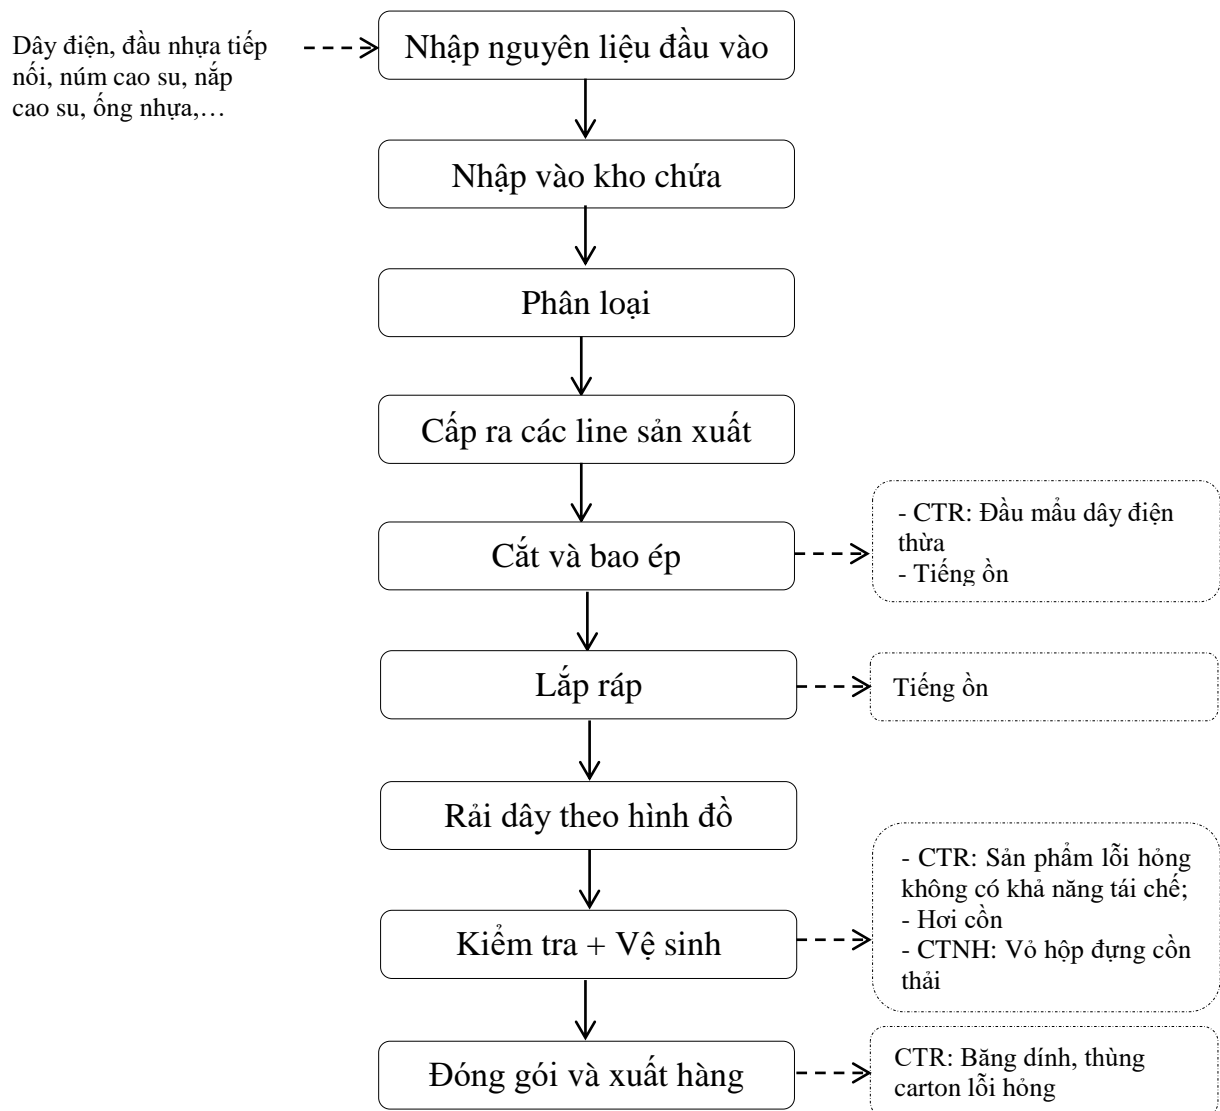 Dây điện, đầu nhựa tiếp
nối, núm cao su, nắp
cao su, ống nhựa,…
Nhập nguyên liệu đầu vào
Nhập vào kho chứa
Phân loại
Cấp ra các line sản xuất
Cắt và bao ép
- CTR: Đầu mẩu dây điện
thừa
- Tiếng ồn
Lắp ráp
Tiếng ồn
Rải dây theo hình đồ
Kiểm tra + Vệ sinh
- CTR: Sản phẩm lỗi hỏng
không có khả năng tái chế;
- Hơi cồn
- CTNH: Vỏ hộp đựng cồn
thải
Đóng gói và xuất hàng
CTR: Băng dính, thùng
carton lỗi hỏng